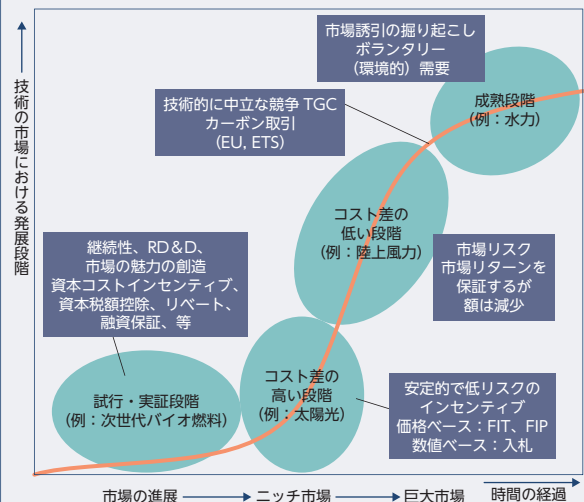 技術の市場における発展段階
市場誘引の掘り起こし
ボランタリー
（環境的）需要
技術的に中立な競争 TGC
カーボン取引
（EU, ETS）
成熟段階
（例：水力）
コスト差の
低い段階
（例：陸上風力）
市場リスク
市場リターンを
保証するが
額は減少
継続性、RD＆D、
市場の魅力の創造
資本コストインセンティブ、
資本税額控除、リベート、
融資保証、等
試行・実証段階
（例：次世代バイオ燃料）
コスト差の
高い段階
（例：太陽光）
安定的で低リスクの
インセンティブ
価格ベース：FIT、FIP
数値ベース：入札
市場の進展
ニッチ市場
巨大市場
時間の経過